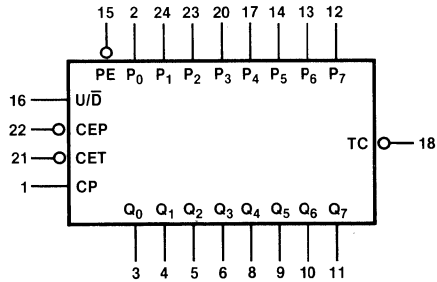 15 2 24 23 20 17 14 13 12
PE P₀ P₁ P₂ P₃ P₄ P₅ P₆ P₇
16 U/D̅
22 CEP
TC 18
21 CET
1 CP
Q₀ Q₁ Q₂ Q₃ Q₄ Q₅ Q₆ Q₇
3 4 5 6 8 9 10 11